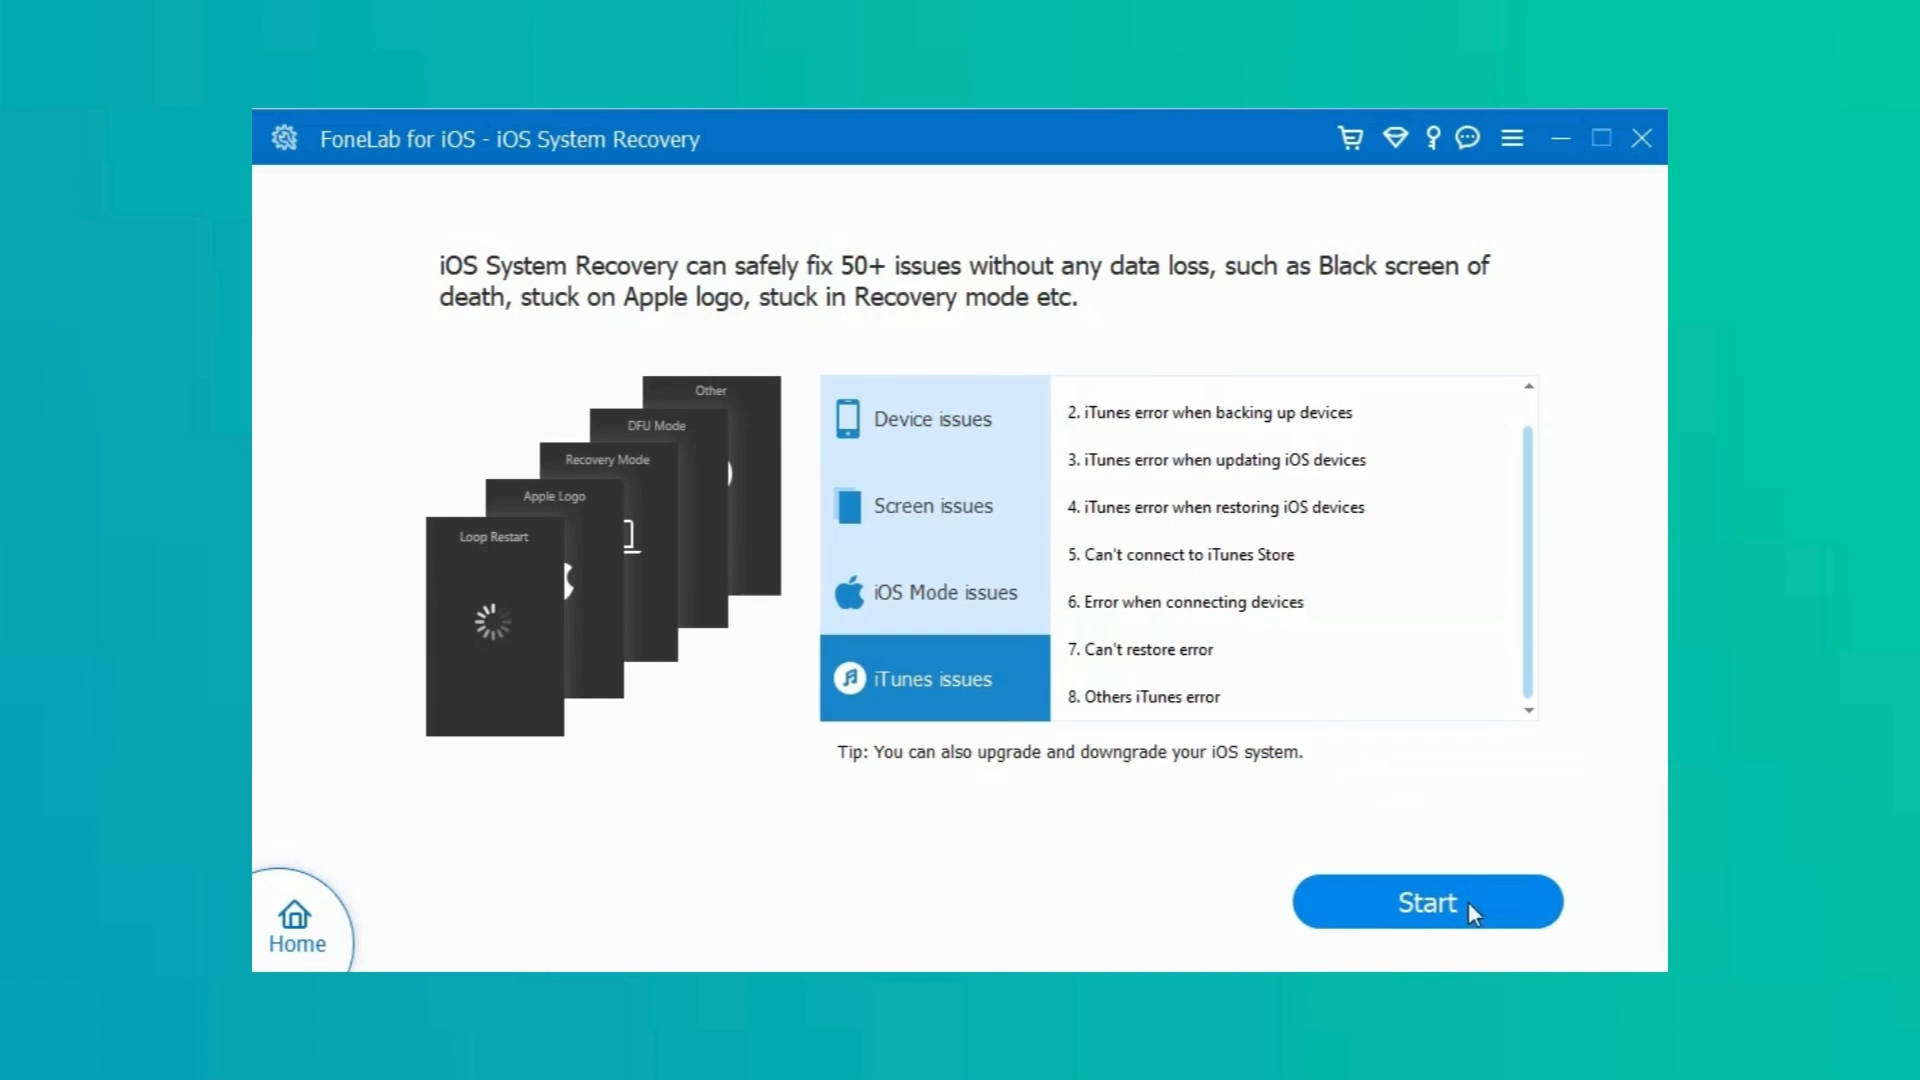 FoneLab for iOS - iOS System Recovery
iOS System Recovery can safely fix 50+ issues without any data loss, such as Black screen of
death, stuck on Apple logo, stuck in Recovery mode etc.
Other
DFU Mode
Recovery Mode
Apple Logo
Loop Restart
Device issues
Screen issues
iOS Mode issues
iTunes issues
2. iTunes error when backing up devices
3. iTunes error when updating iOS devices
4. iTunes error when restoring iOS devices
5. Can't connect to iTunes Store
6. Error when connecting devices
7. Can't restore error
8. Others iTunes error
Tip: You can also upgrade and downgrade your iOS system.
Start
Home